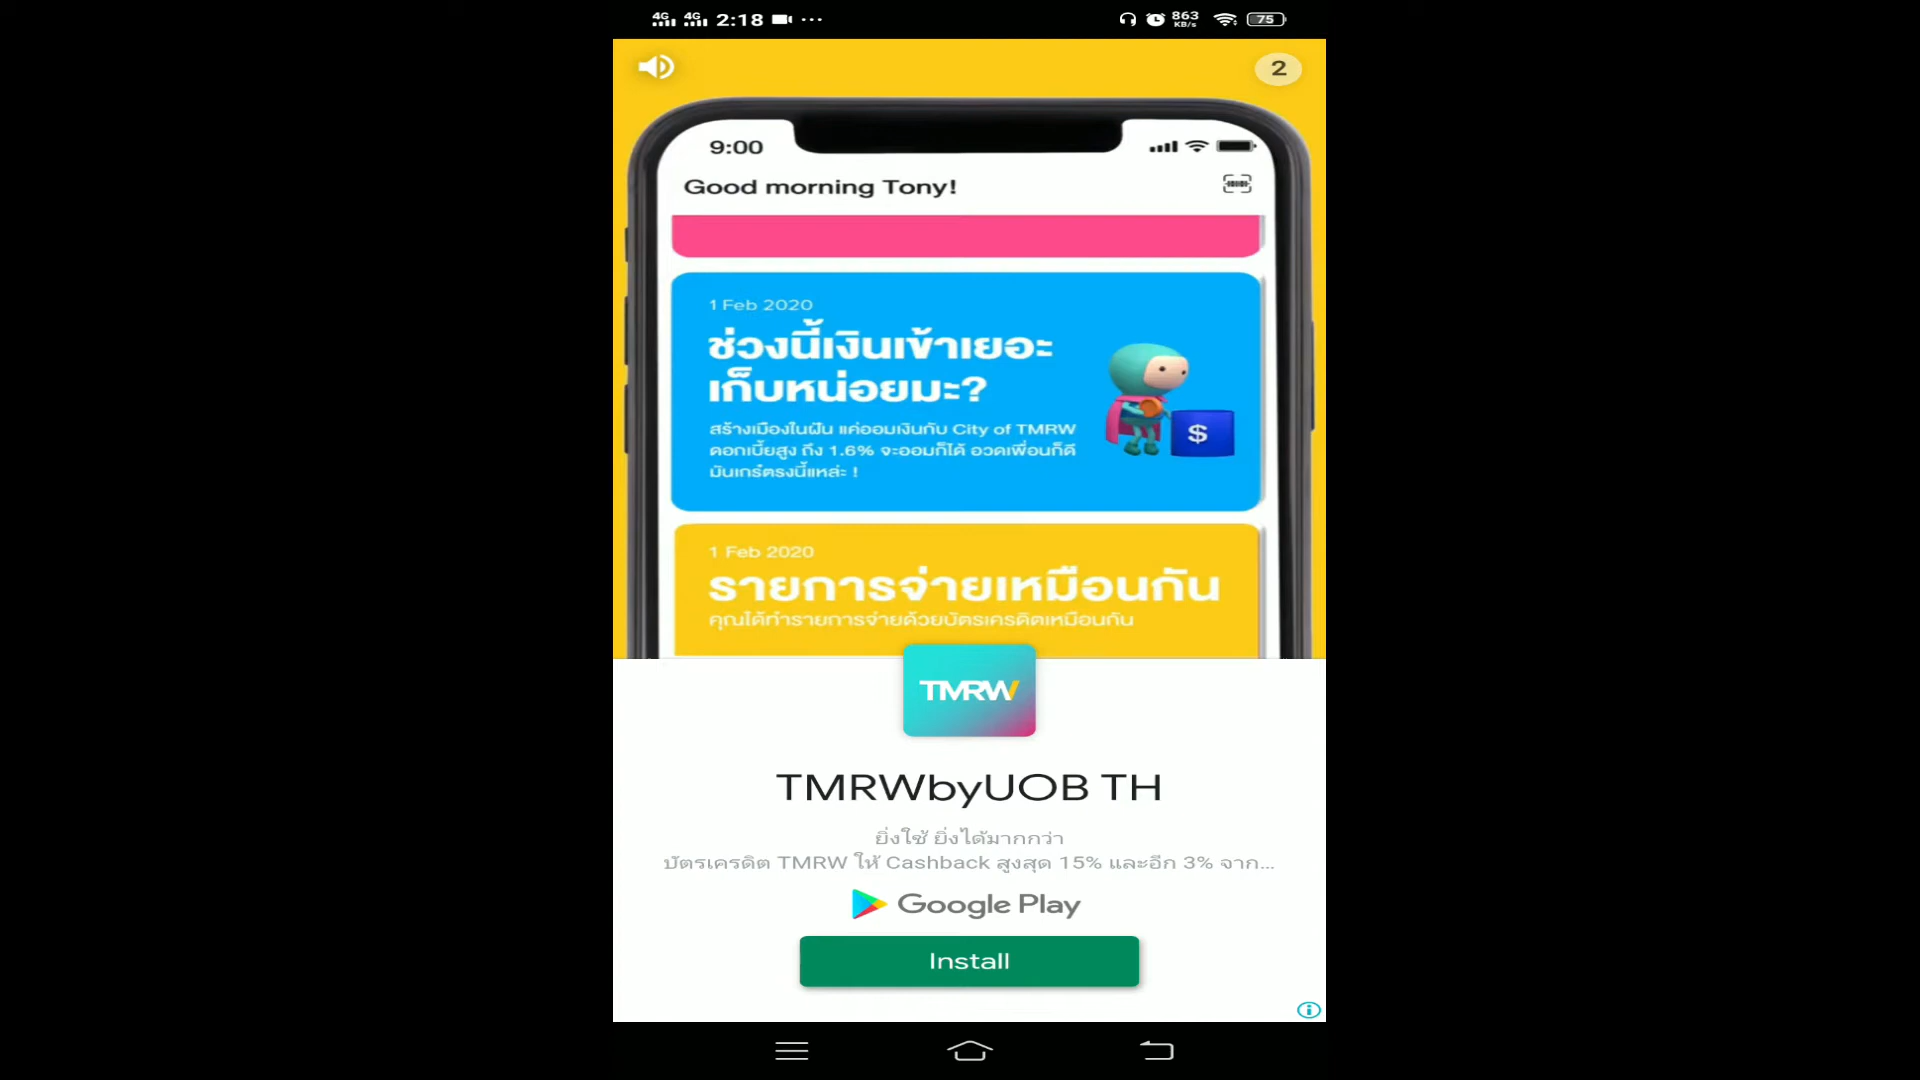 4G 4G 2:18 ... 863 KB/s 75
2
9:00
Good morning Tony!
1 Feb 2020
ช่วงนี้เงินเข้าเยอะ
เก็บหน่อยมะ?
สร้างเมืองในฝัน แค่ออมเงินกับ City of TMRW
ดอกเบี้ยสูง ถึง 1.6% จะออมก็ได้ อวดเพื่อนก็ดี
มันเกร๋ตรงนี้แหล่ะ !
$
1 Feb 2020
รายการจ่ายเหมือนกัน
คุณได้ทำรายการจ่ายด้วยบัตรเครดิตเหมือนกัน
TMRW
TMRWbyUOB TH
ยิ่งใช้ ยิ่งได้มากกว่า
บัตรเครดิต TMRW ให้ Cashback สูงสุด 15% และอีก 3% จาก...
Google Play
Install